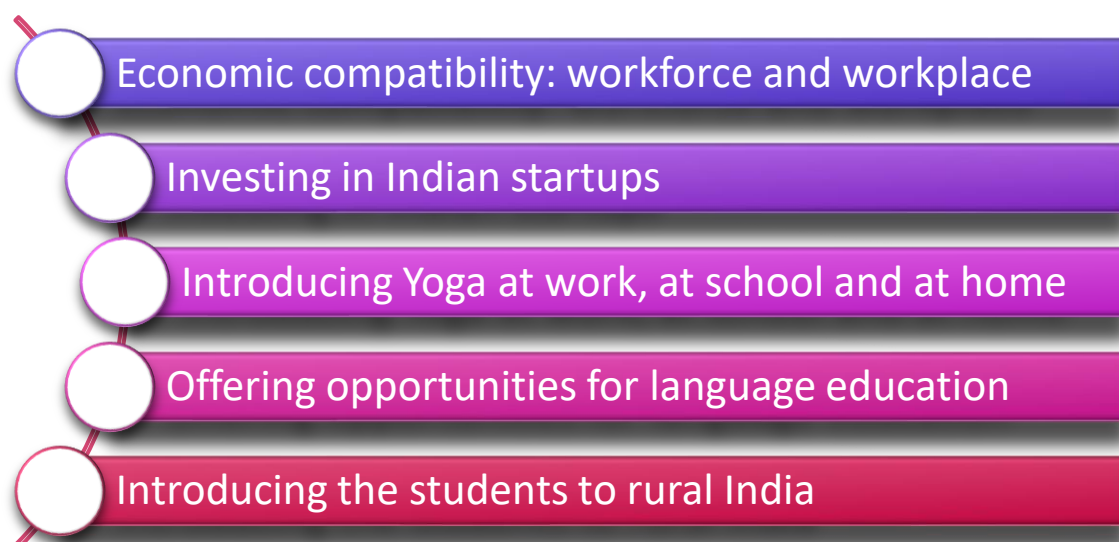 Economic compatibility: workforce and workplace
Investing in Indian startups
Introducing Yoga at work, at school and at home
Offering opportunities for language education
Introducing the students to rural India